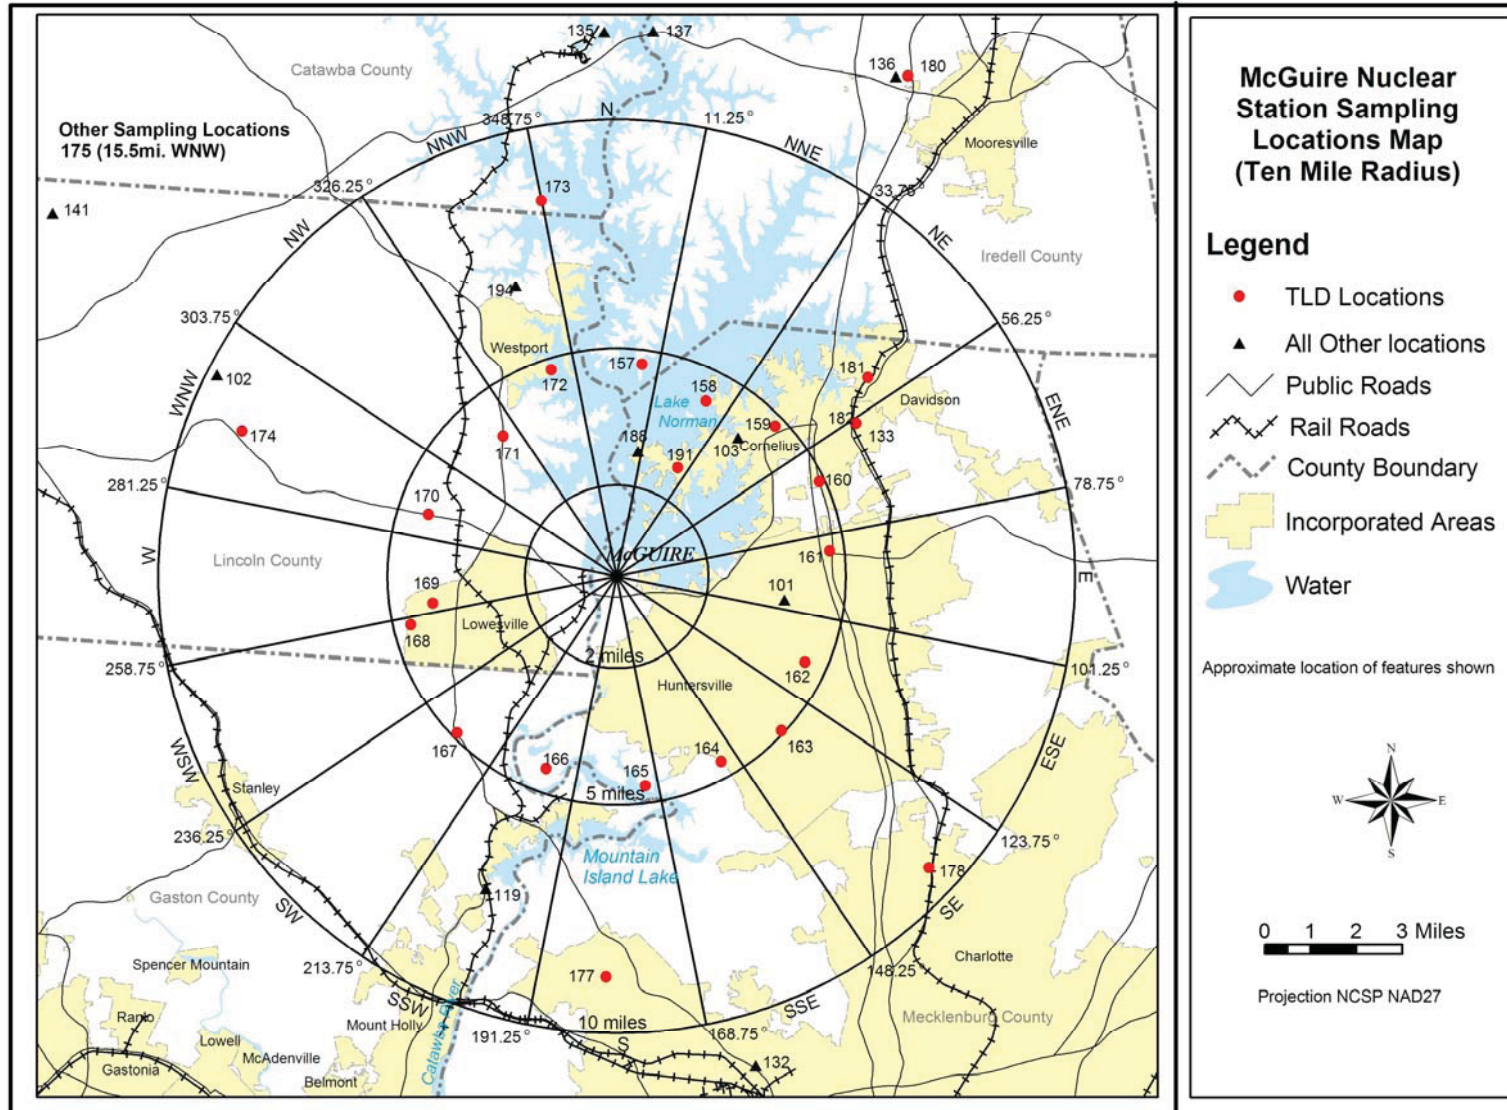 135
137
Catawba County
136
180
Other Sampling Locations
175 (15.5mi. WNW)
348.75°
N
11.25°
NNW
NNE
Mooresville
326.25°
173
33.75°
141
NW
NE
Iredell County
194
303.75°
56.25°
Westport
157
181
102
172
158
WNW
Lake
Norman
Davidson
ENE
174
171
188
159
182
133
103
Cornelius
191
281.25°
170
160
78.75°
McGUIRE
161
W
Lincoln County
E
101
169
Lowesville
168
2 miles
258.75°
162
101.25°
Huntersville
167
163
WSW
166
164
ESE
165
5 miles
Stanley
236.25°
123.75°
Mountain
Island Lake
178
119
Gaston County
SW
SE
Charlotte
213.75°
148.25°
Spencer Mountain
177
SSW
SSE
Ranlo
Mount Holly
Catawba River
10 miles
Mecklenburg County
191.25°
S
168.75°
Lowell
McAdenville
Gastonia
Belmont
132
McGuire Nuclear
Station Sampling
Locations Map
(Ten Mile Radius)
Legend
TLD Locations
All Other locations
Public Roads
Rail Roads
County Boundary
Incorporated Areas
Water
Approximate location of features shown
N
W
E
S
0 1 2 3 Miles
Projection NCSP NAD27